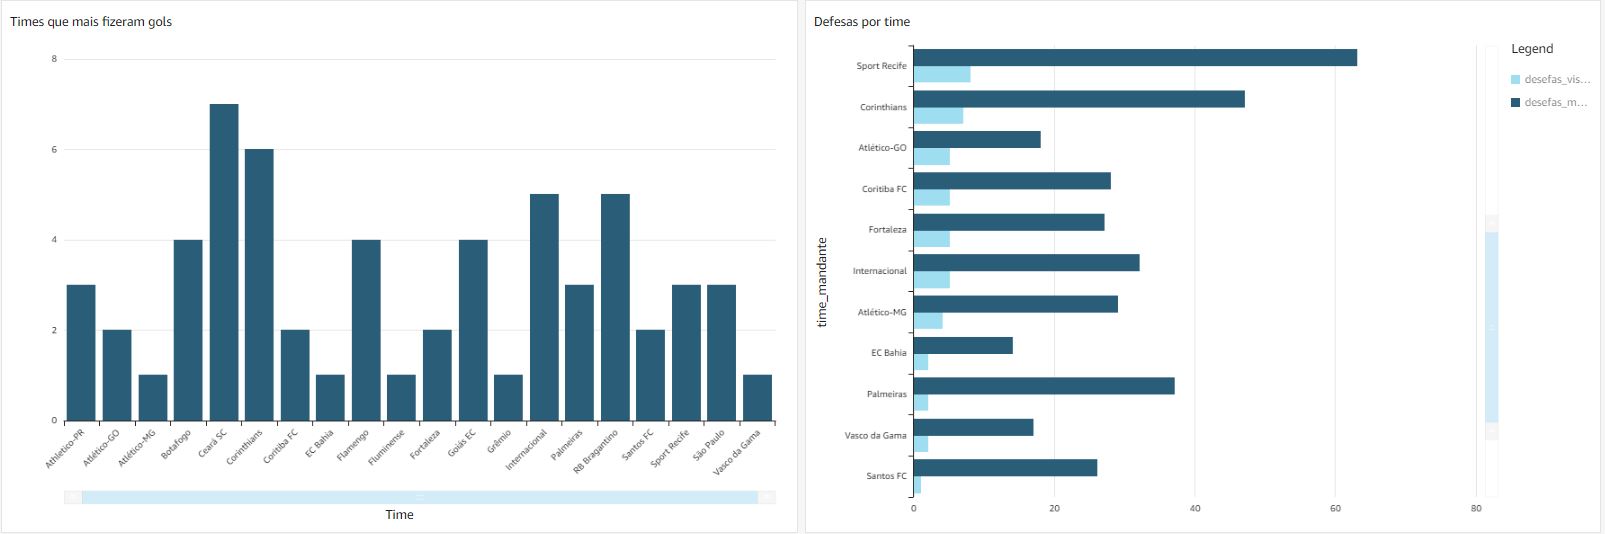 Times que mais fizeram gols
8
6
4
2
0
Athletico-PR
Atlético-GO
Atlético-MG
Botafogo
Ceará SC
Corinthians
Coritiba FC
EC Bahia
Flamengo
Fluminense
Fortaleza
Goiás EC
Grêmio
Internacional
Palmeiras
RB Bragantino
Santos FC
Sport Recife
São Paulo
Vasco da Gama
Time
Defesas por time
time_mandante
Sport Recife
Corinthians
Atlético-GO
Coritiba FC
Fortaleza
Internacional
Atlético-MG
EC Bahia
Palmeiras
Vasco da Gama
Santos FC
0 20 40 60 80
Legend
desefas_vis...
desefas_m...